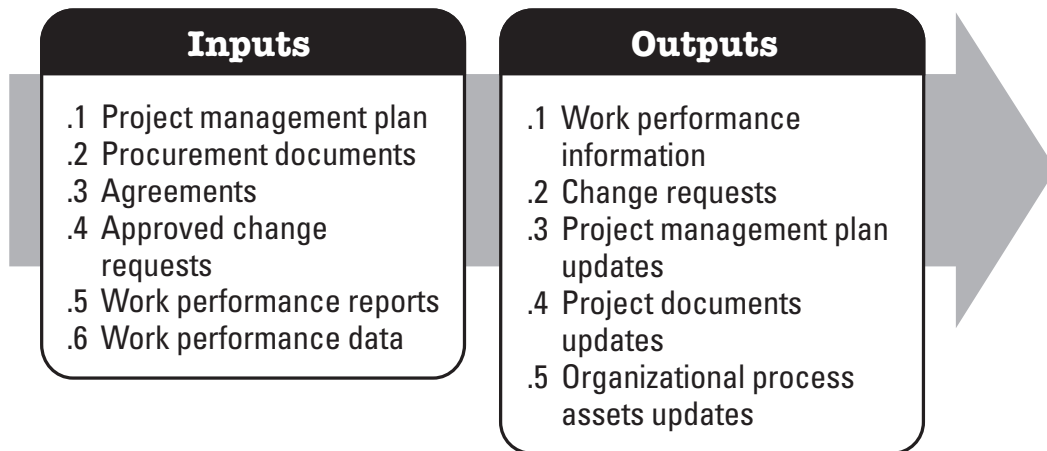 Inputs
.1 Project management plan
.2 Procurement documents
.3 Agreements
.4 Approved change
requests
.5 Work performance reports
.6 Work performance data
Outputs
.1 Work performance
information
.2 Change requests
.3 Project management plan
updates
.4 Project documents
updates
.5 Organizational process
assets updates